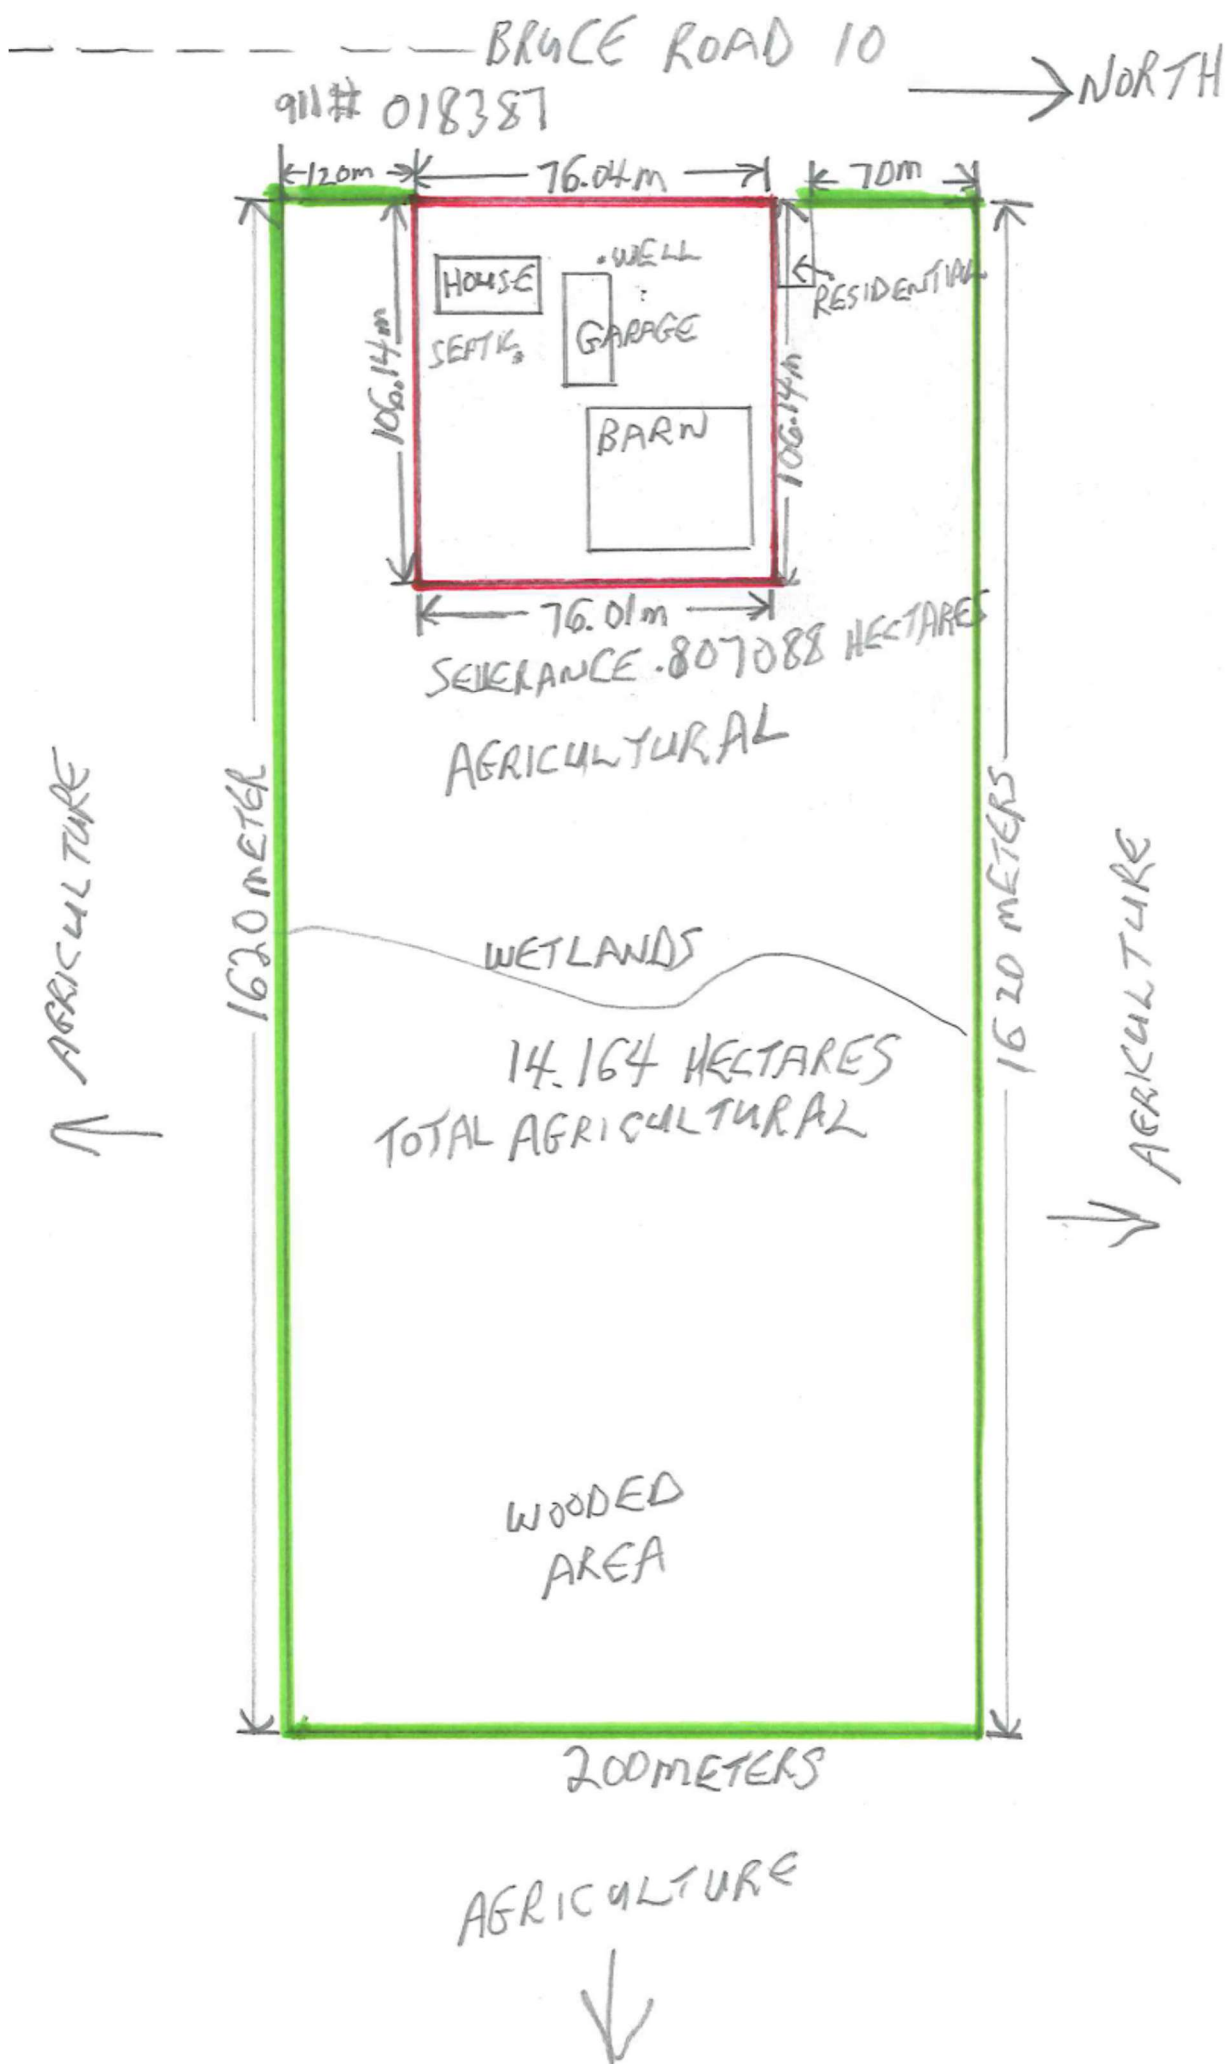 BRUCE ROAD 10
NORTH
911# 018387
120m
76.04m
70m
HOUSE
.WELL
RESIDENTIAL
GARAGE
SEPTIC
106.14m
106.14m
BARN
76.01m
SEVERANCE .807088 HECTARES
AGRICULTURAL
AGRICULTURE
1620 METER
1620 METERS
AGRICULTURE
WETLANDS
14.164 HECTARES
TOTAL AGRICULTURAL
WOODED
AREA
200 METERS
AGRICULTURE